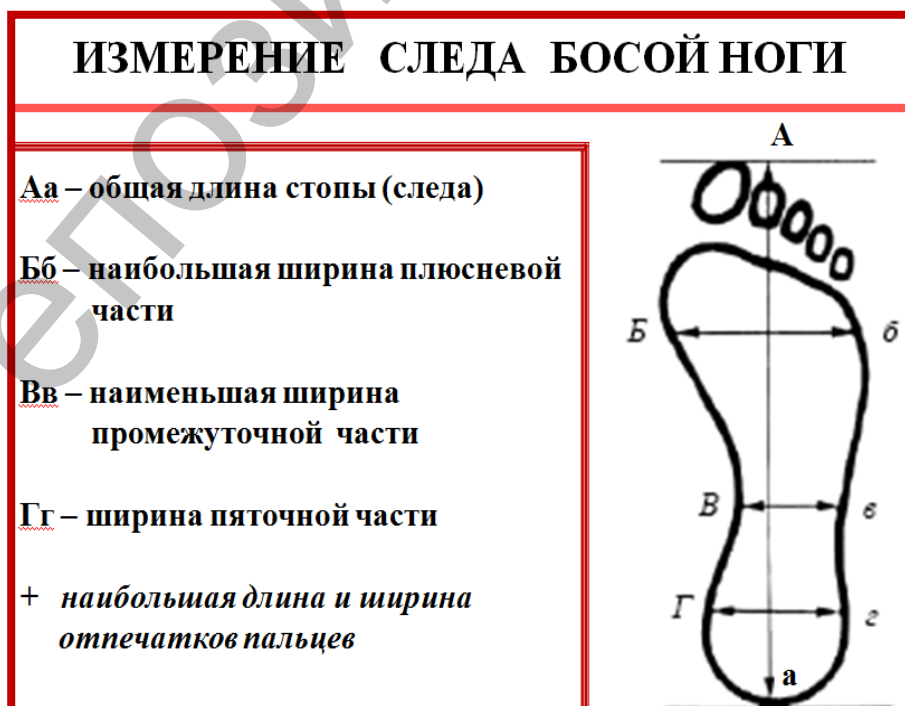 ИЗМЕРЕНИЕ СЛЕДА БОСОЙ НОГИ
Аа – общая длина стопы (следа)
Бб – наибольшая ширина плюсневой
части
Вв – наименьшая ширина
промежуточной части
Гг – ширина пяточной части
+ наибольшая длина и ширина
отпечатков пальцев
А
Б
б
В
в
Г
г
а
епози